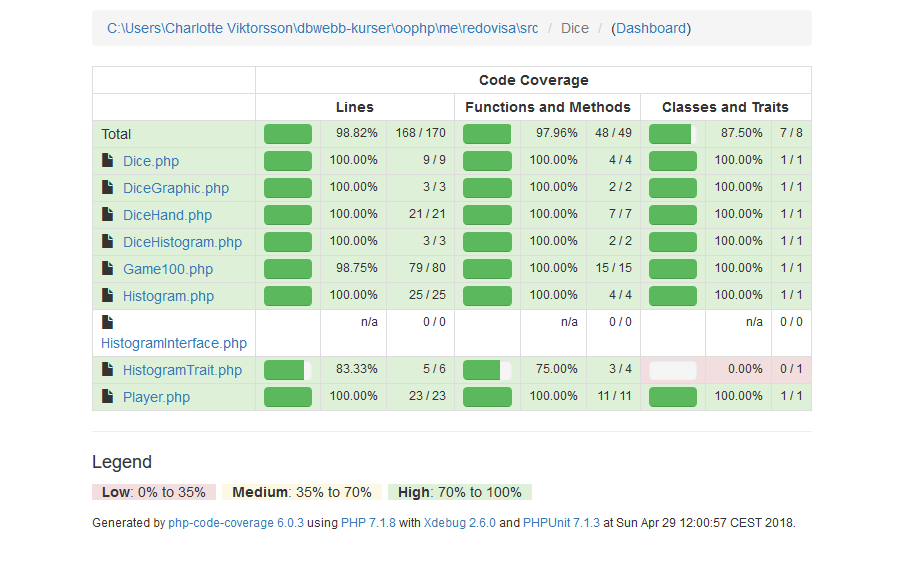 C:\Users\Charlotte Viktorsson\dbwebb-kurser\oophp\me\redovisa\src / Dice / (Dashboard)
Code Coverage
Lines Functions and Methods Classes and Traits
Total 98.82% 168 / 170 97.96% 48 / 49 87.50% 7 / 8
Dice.php 100.00% 9 / 9 100.00% 4 / 4 100.00% 1 / 1
DiceGraphic.php 100.00% 3 / 3 100.00% 2 / 2 100.00% 1 / 1
DiceHand.php 100.00% 21 / 21 100.00% 7 / 7 100.00% 1 / 1
DiceHistogram.php 100.00% 3 / 3 100.00% 2 / 2 100.00% 1 / 1
Game100.php 98.75% 79 / 80 100.00% 15 / 15 100.00% 1 / 1
Histogram.php 100.00% 25 / 25 100.00% 4 / 4 100.00% 1 / 1
HistogramInterface.php n/a 0 / 0 n/a 0 / 0 n/a 0 / 0
HistogramTrait.php 83.33% 5 / 6 75.00% 3 / 4 0.00% 0 / 1
Player.php 100.00% 23 / 23 100.00% 11 / 11 100.00% 1 / 1
Legend
Low: 0% to 35% Medium: 35% to 70% High: 70% to 100%
Generated by php-code-coverage 6.0.3 using PHP 7.1.8 with Xdebug 2.6.0 and PHPUnit 7.1.3 at Sun Apr 29 12:00:57 CEST 2018.